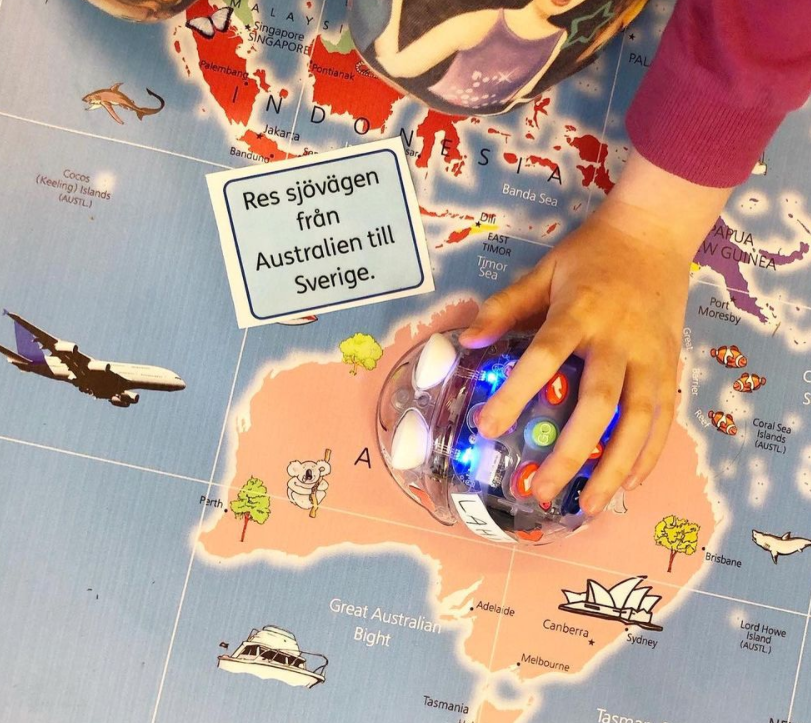 MALAYSI
Singapore
SINGAPORE
Palembang
Pontianak
INDONESIA
Jakarta
Bandung
Cocos
(Keeling) Islands
(AUSTL.)
Res sjövägen
från
Australien till
Sverige.
Banda Sea
Dili
EAST
TIMOR
Timor
Sea
PAPUA
W GUINEA
Port
Moresby
Great
Barrier
Reef
Coral Sea
Islands
(AUSTL.)
A
GO
Perth
Brisbane
Great Australian
Bight
Adelaide
Canberra
Sydney
Melbourne
Lord Howe
Island
(AUSTL.)
Tasmania